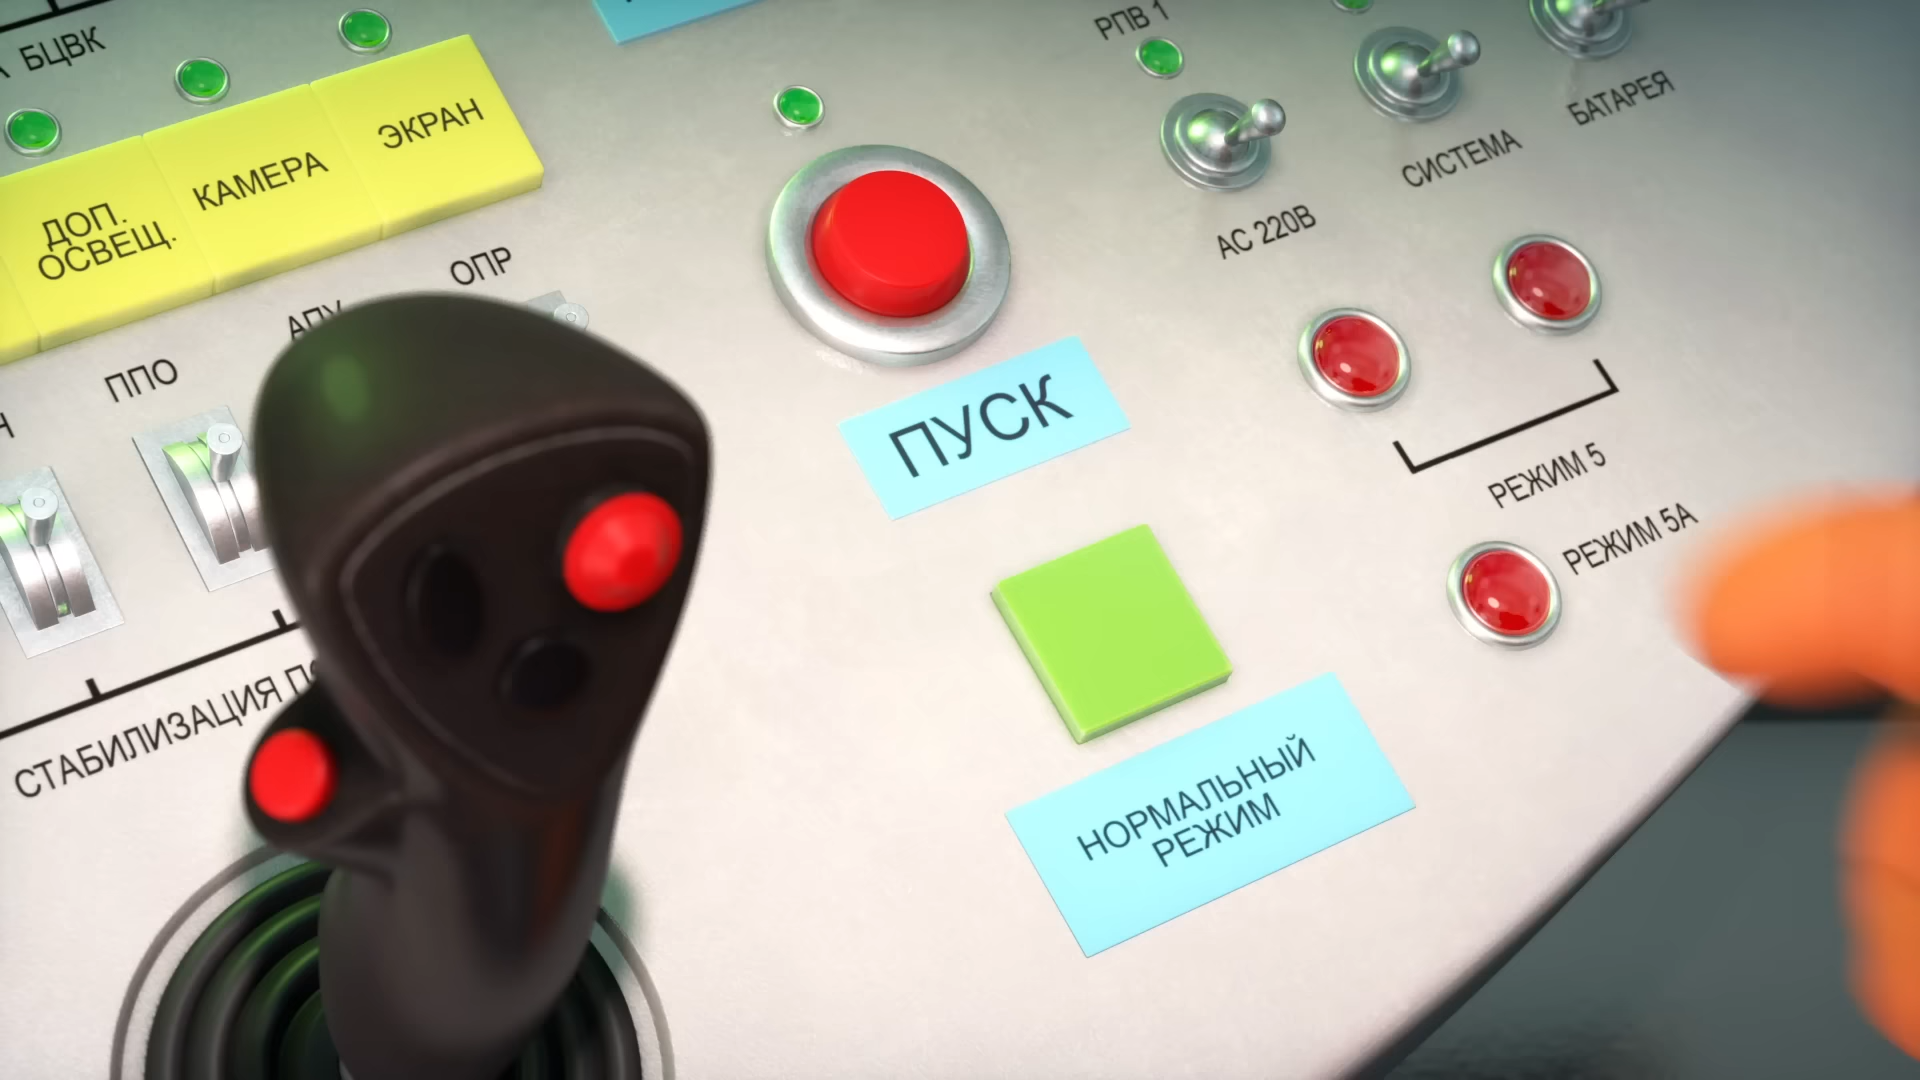 БЦВК
РПВ 1
ЭКРАН
КАМЕРА
ДОП.
ОСВЕЩ.
БАТАРЕЯ
СИСТЕМА
АС 220В
ОПР
АПУ
ППО
ПУСК
РЕЖИМ 5
РЕЖИМ 5А
СТАБИЛИЗАЦИЯ
НОРМАЛЬНЫЙ
РЕЖИМ